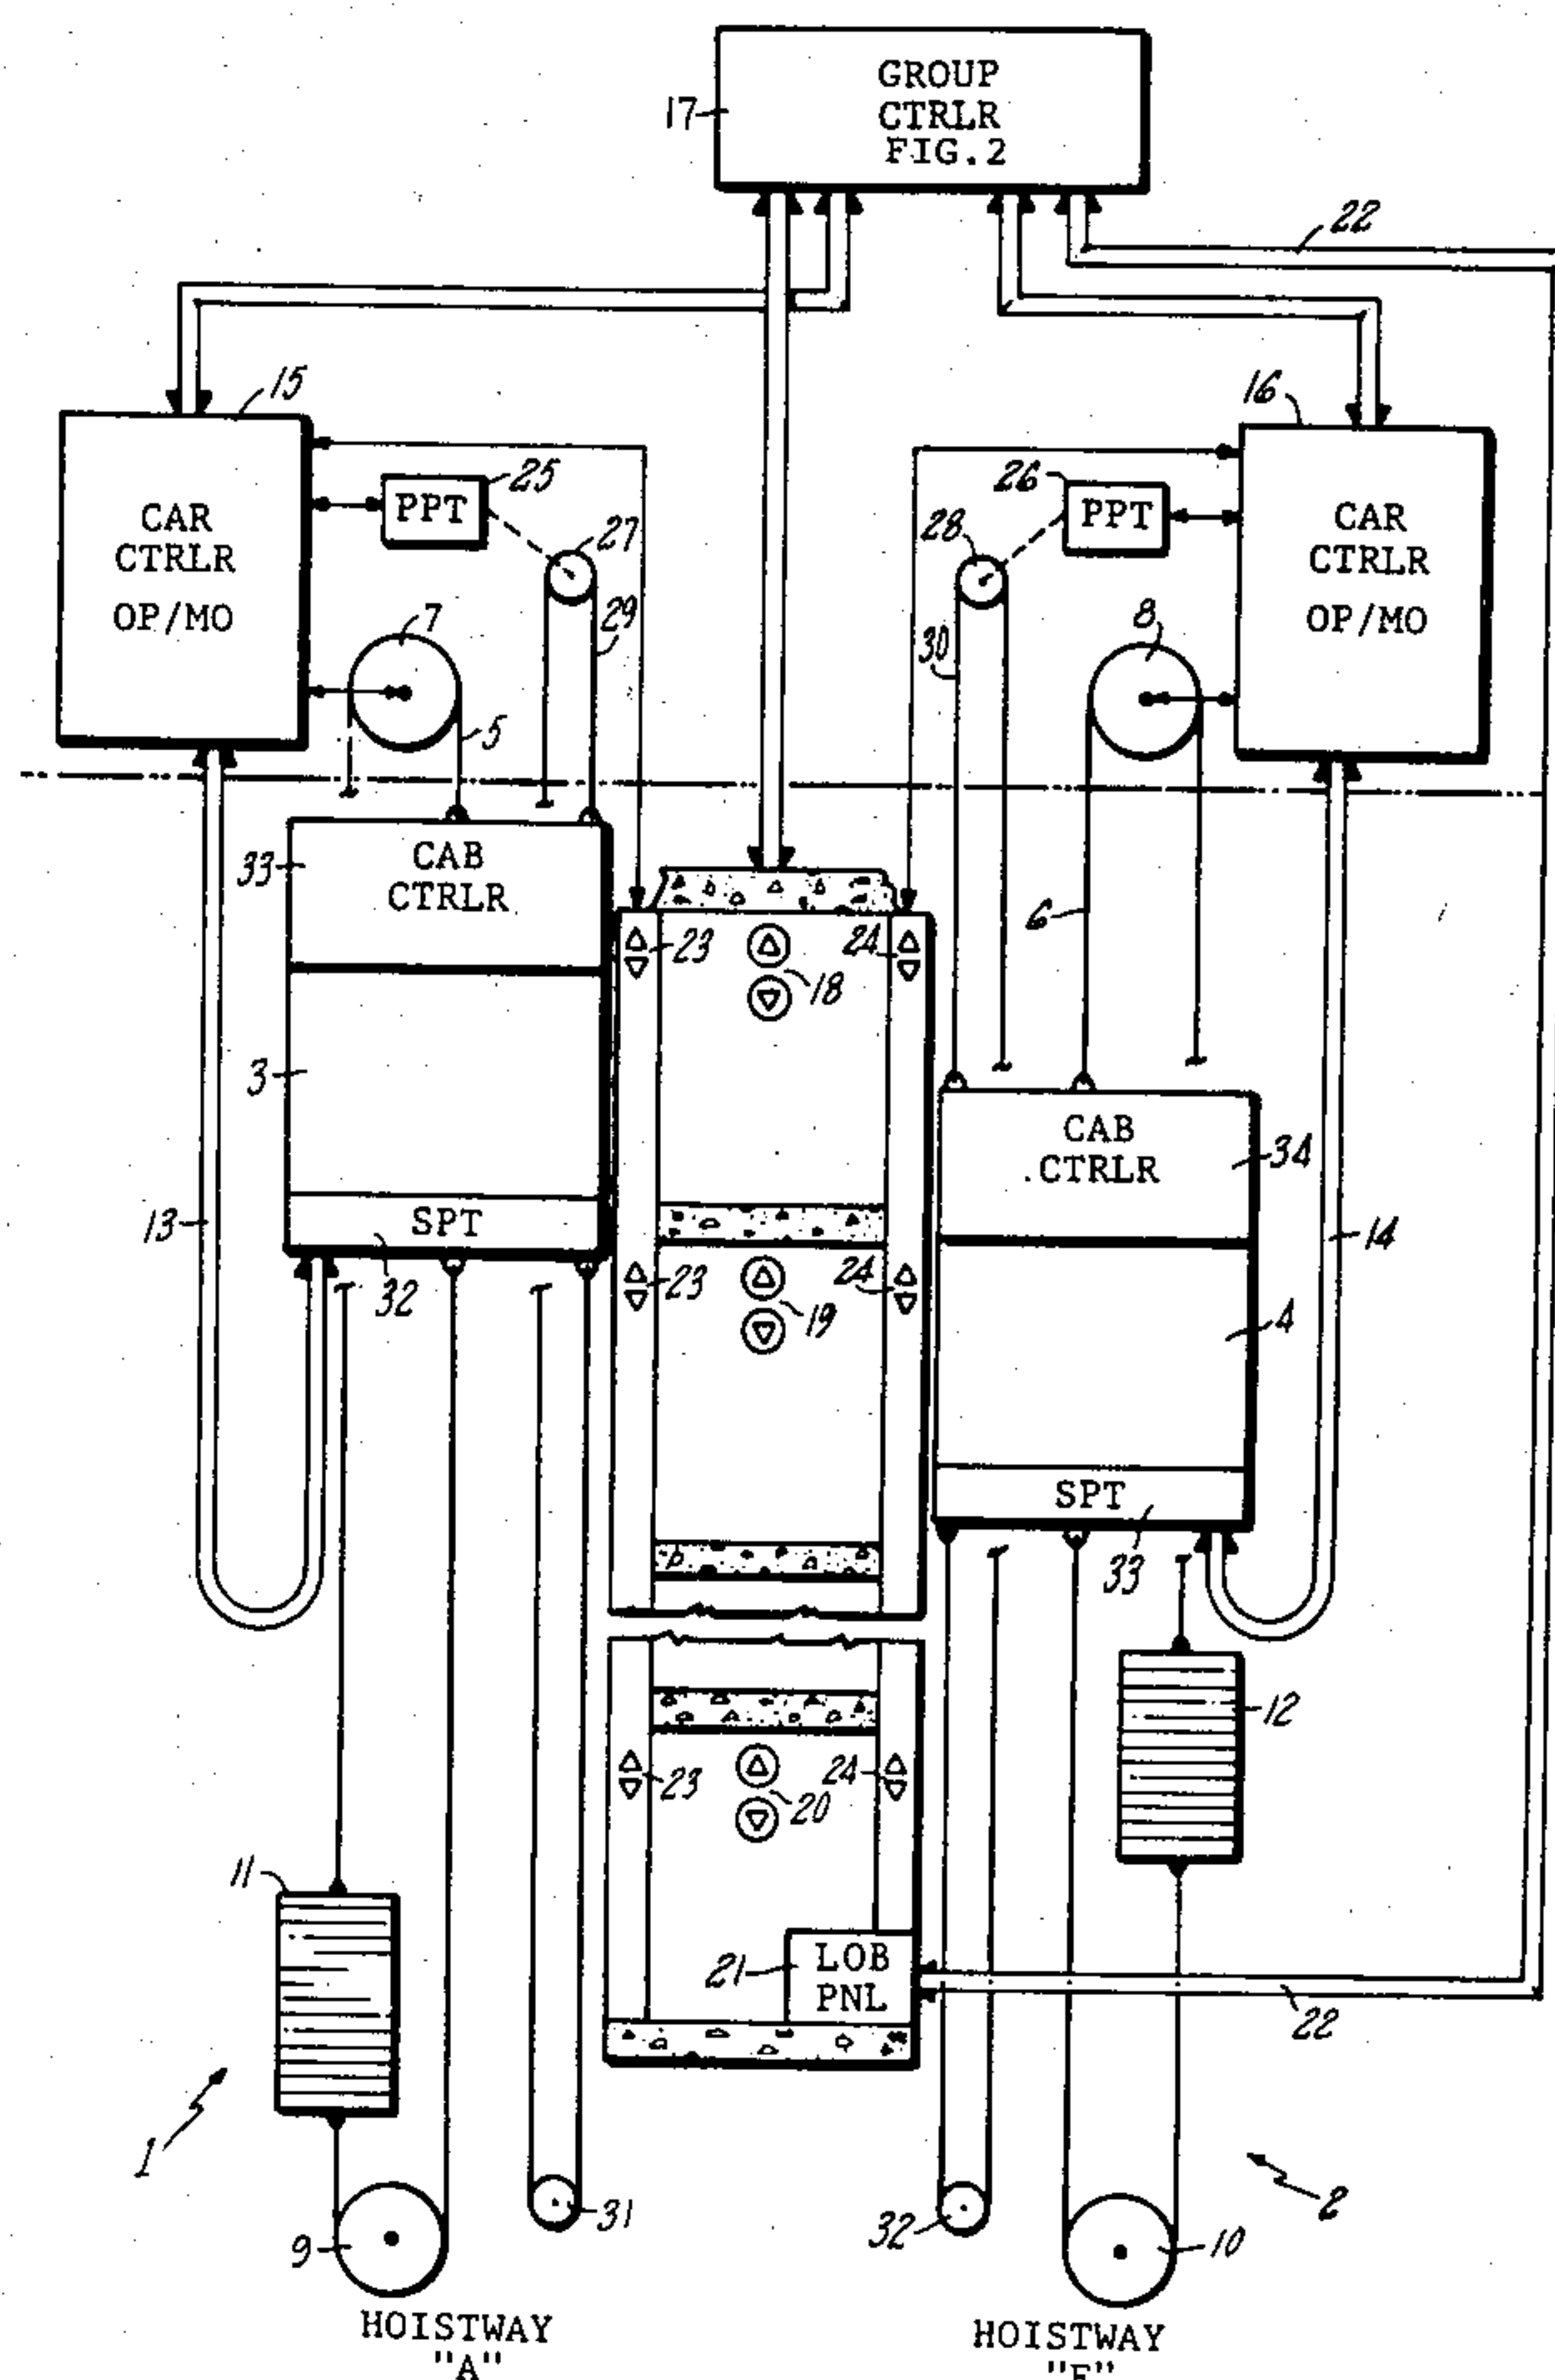 GROUP
CTRLR
FIG.2
17
22
15
16
CAR
CTRLR
OP/MO
PPT
25
27
29
7
5
26
PPT
28
30
8
CAR
CTRLR
OP/MO
33
CAB
CTRLR
23
18
24
6
3
CAB
CTRLR
34
13
SPT
32
23
19
24
14
4
SPT
33
12
23
20
24
11
21
LOB
PNL
22
1
31
32
2
9
10
HOISTWAY
"A"
HOISTWAY
"F"